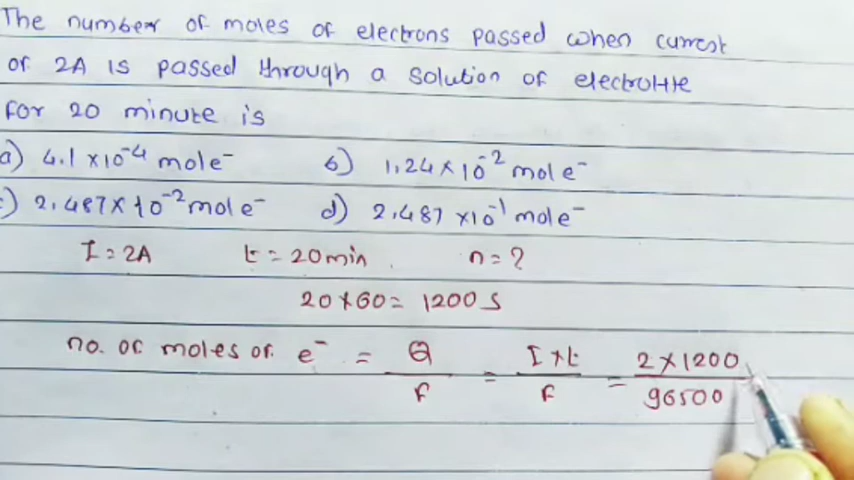 The number of moles of electrons passed when current
of 2A is passed through a solution of electrolite
for 20 minute is
a) 4.1 × 10⁻⁴ mole⁻ b) 1.24 × 10⁻² mol e⁻
c) 2.487 × 10⁻² mol e⁻ d) 2.487 × 10⁻¹ mol e⁻
I = 2A t = 20 min n = ?
20 × 60 = 1200 S
no. of moles of e⁻ = Q/F = I × t/F = 2 × 1200/96500